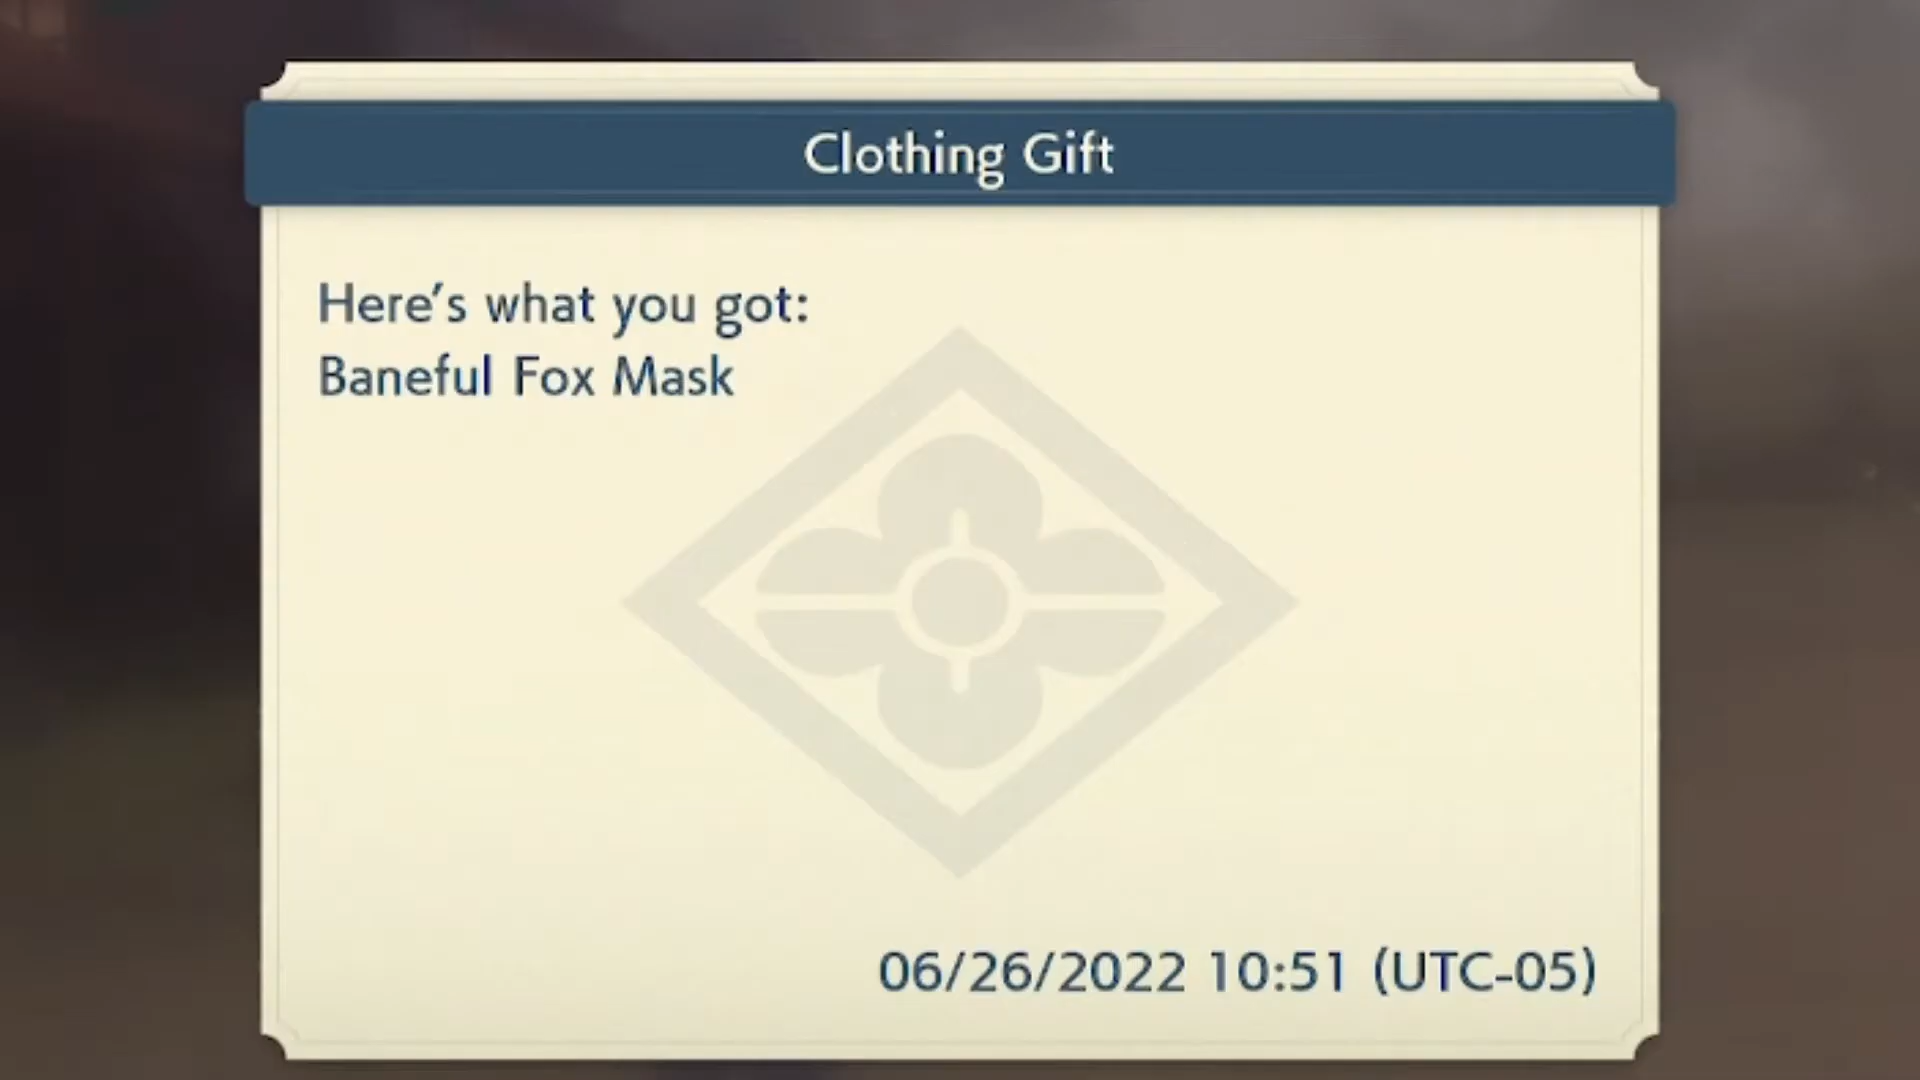 Clothing Gift
Here's what you got:
Baneful Fox Mask
06/26/2022 10:51 (UTC-05)